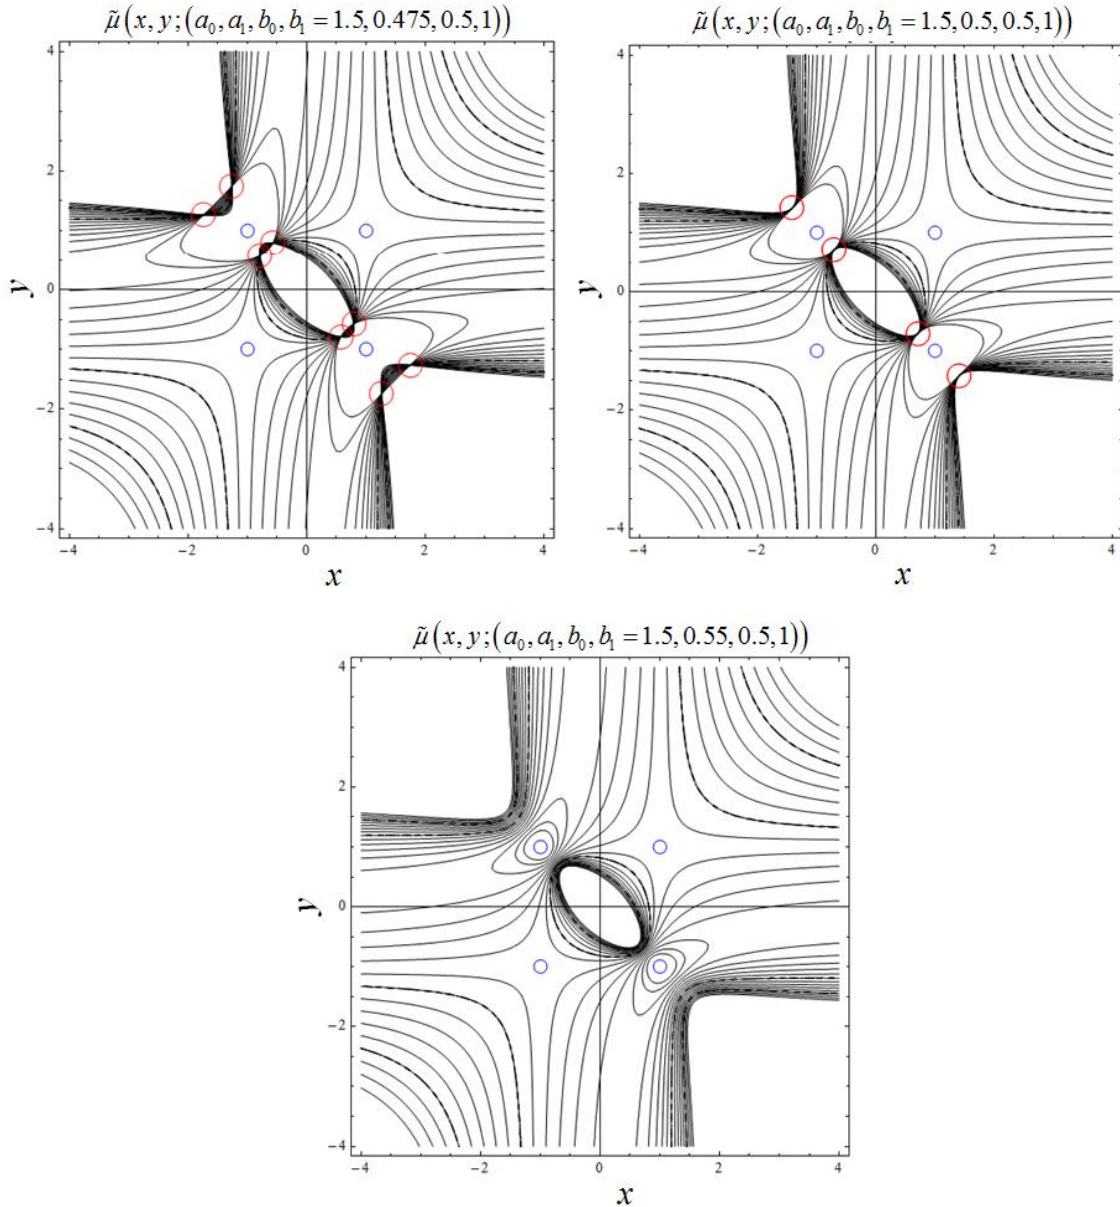 μ̃(x, y; (a₀, a₁, b₀, b₁ = 1.5, 0.475, 0.5, 1))
4
2
0
−2
−4
y
−4 −2 0 2 4
x
μ̃(x, y; (a₀, a₁, b₀, b₁ = 1.5, 0.5, 0.5, 1))
4
2
0
−2
−4
y
−4 −2 0 2 4
x
μ̃(x, y; (a₀, a₁, b₀, b₁ = 1.5, 0.55, 0.5, 1))
4
2
0
−2
−4
y
−4 −2 0 2 4
x